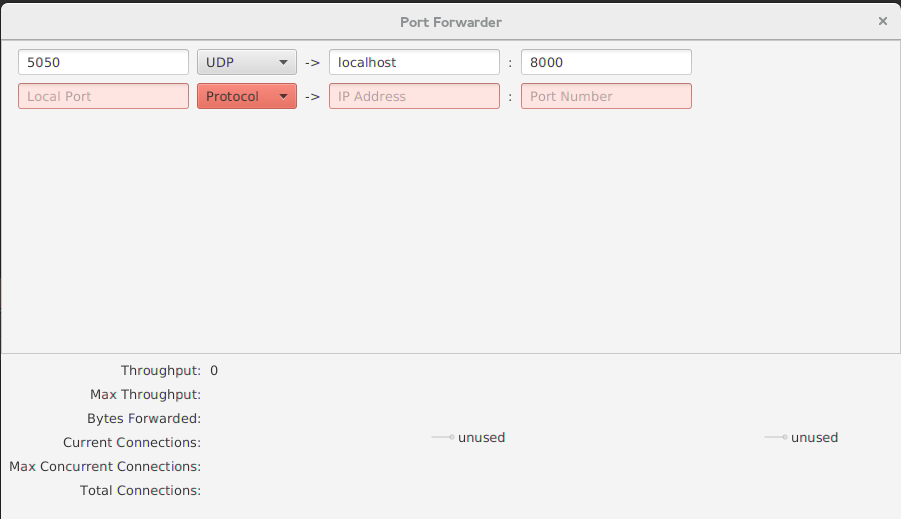 Port Forwarder ×
5050 UDP -> localhost : 8000
Local Port Protocol -> IP Address : Port Number
Throughput: 0
Max Throughput:
Bytes Forwarded:
unused unused
Current Connections:
Max Concurrent Connections:
Total Connections: